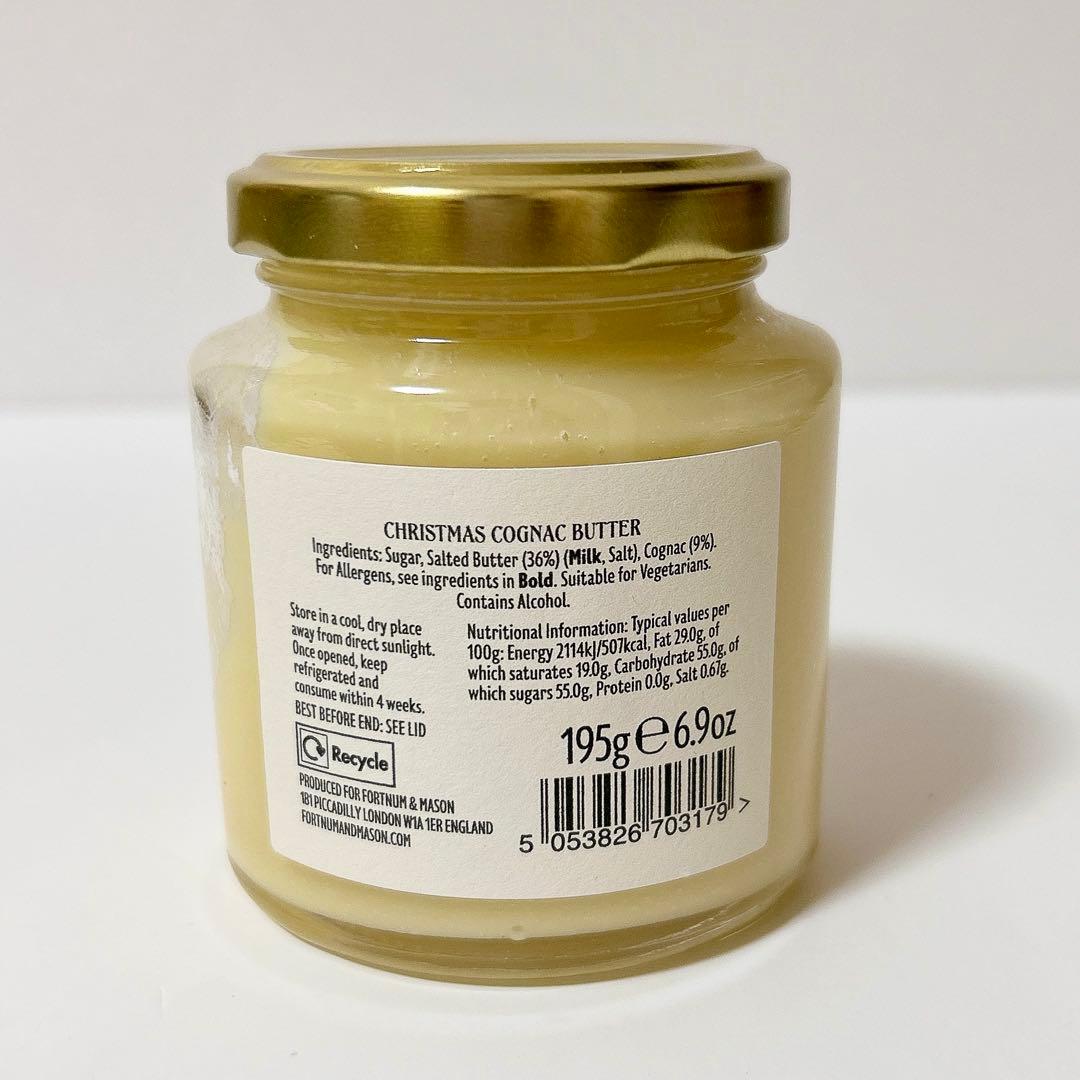 CHRISTMAS COGNAC BUTTER
Ingredients: Sugar, Salted Butter (36%) (Milk, Salt), Cognac (9%).
For Allergens, see ingredients in Bold. Suitable for Vegetarians.
Contains Alcohol.
Store in a cool, dry place
away from direct sunlight.
Once opened, keep
refrigerated and
consume within 4 weeks.
BEST BEFORE END: SEE LID
Recycle
PRODUCED FOR FORTNUM & MASON
181 PICCADILLY LONDON W1A 1ER ENGLAND
FORTNUMANDMASON.COM
Nutritional Information: Typical values per
100g: Energy 2114kJ/507kcal, Fat 29.0g, of
which saturates 19.0g, Carbohydrate 55.0g, of
which sugars 55.0g, Protein 0.0g, Salt 0.67g.
195g e 6.9oz
5 053826 703179 >